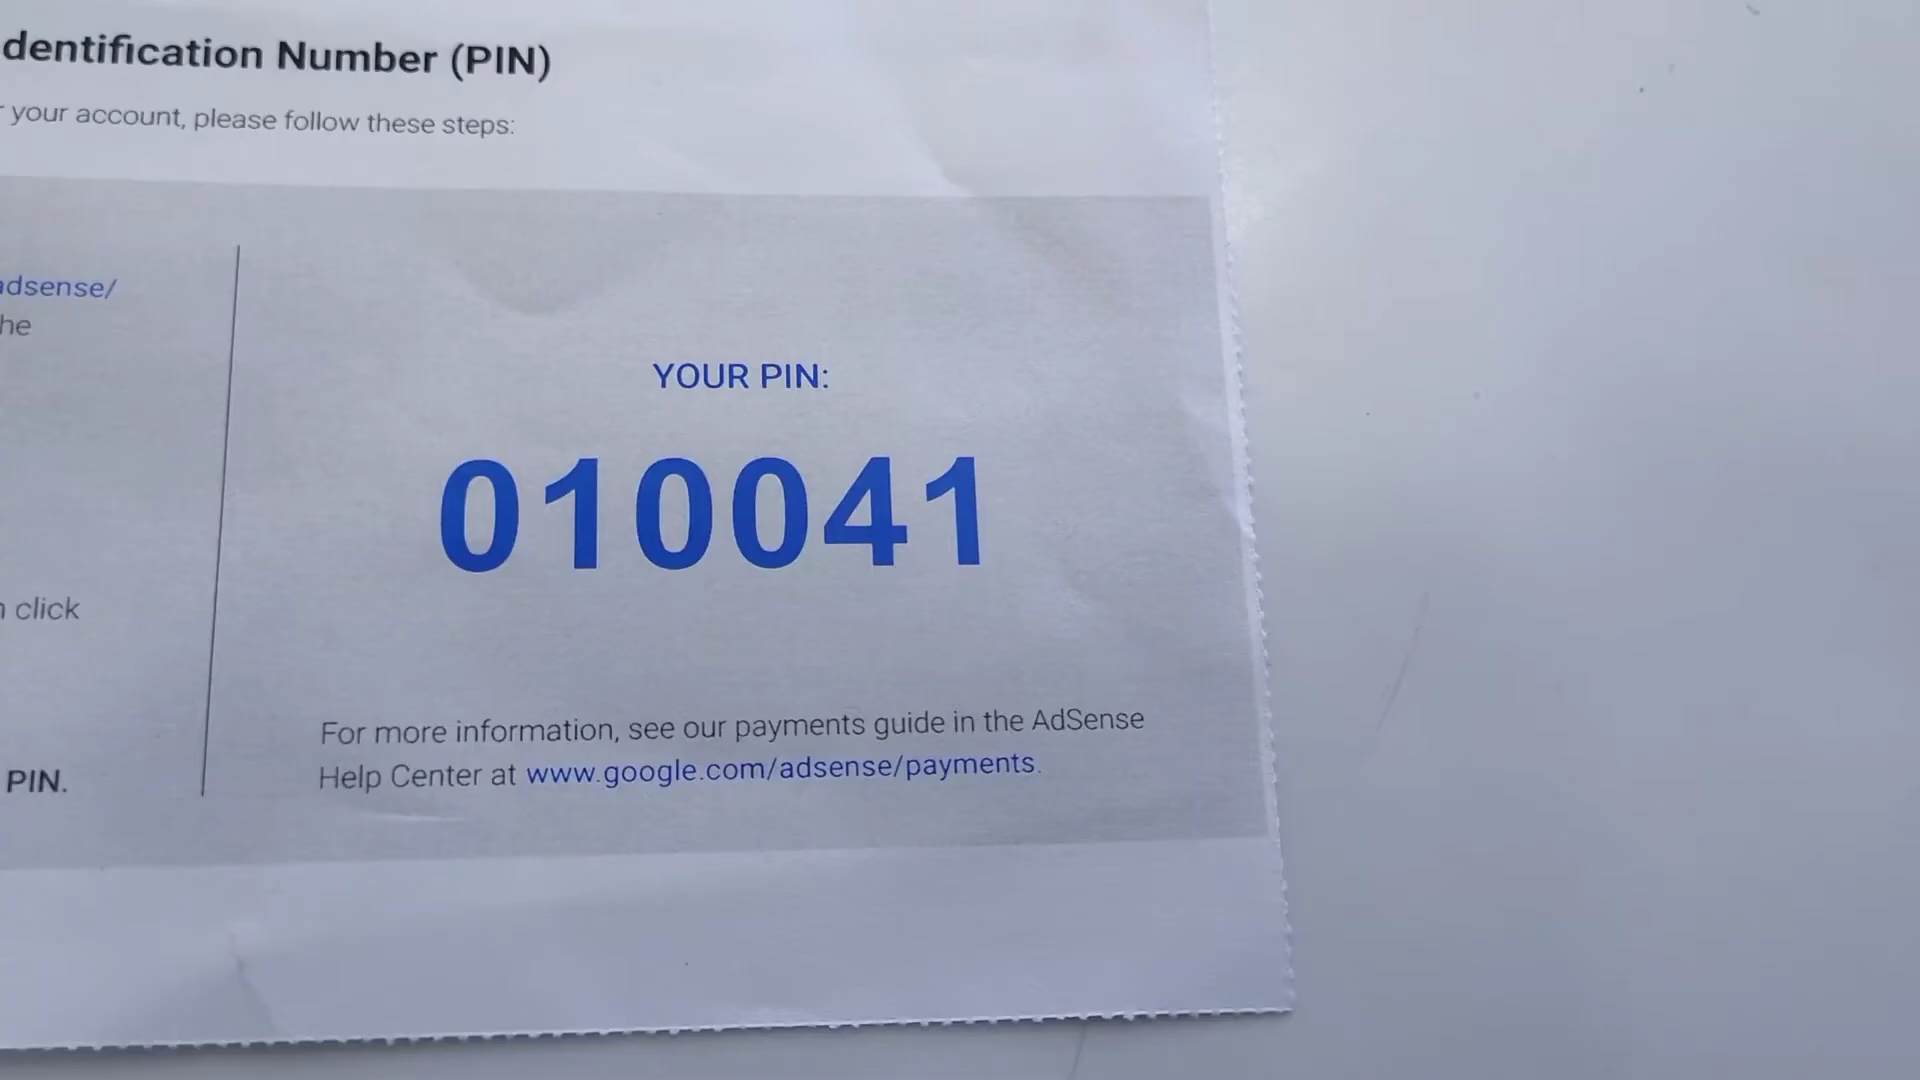 dentification Number (PIN)
your account, please follow these steps:
adsense/
he
YOUR PIN:
010041
click
For more information, see our payments guide in the AdSense
Help Center at www.google.com/adsense/payments.
PIN.